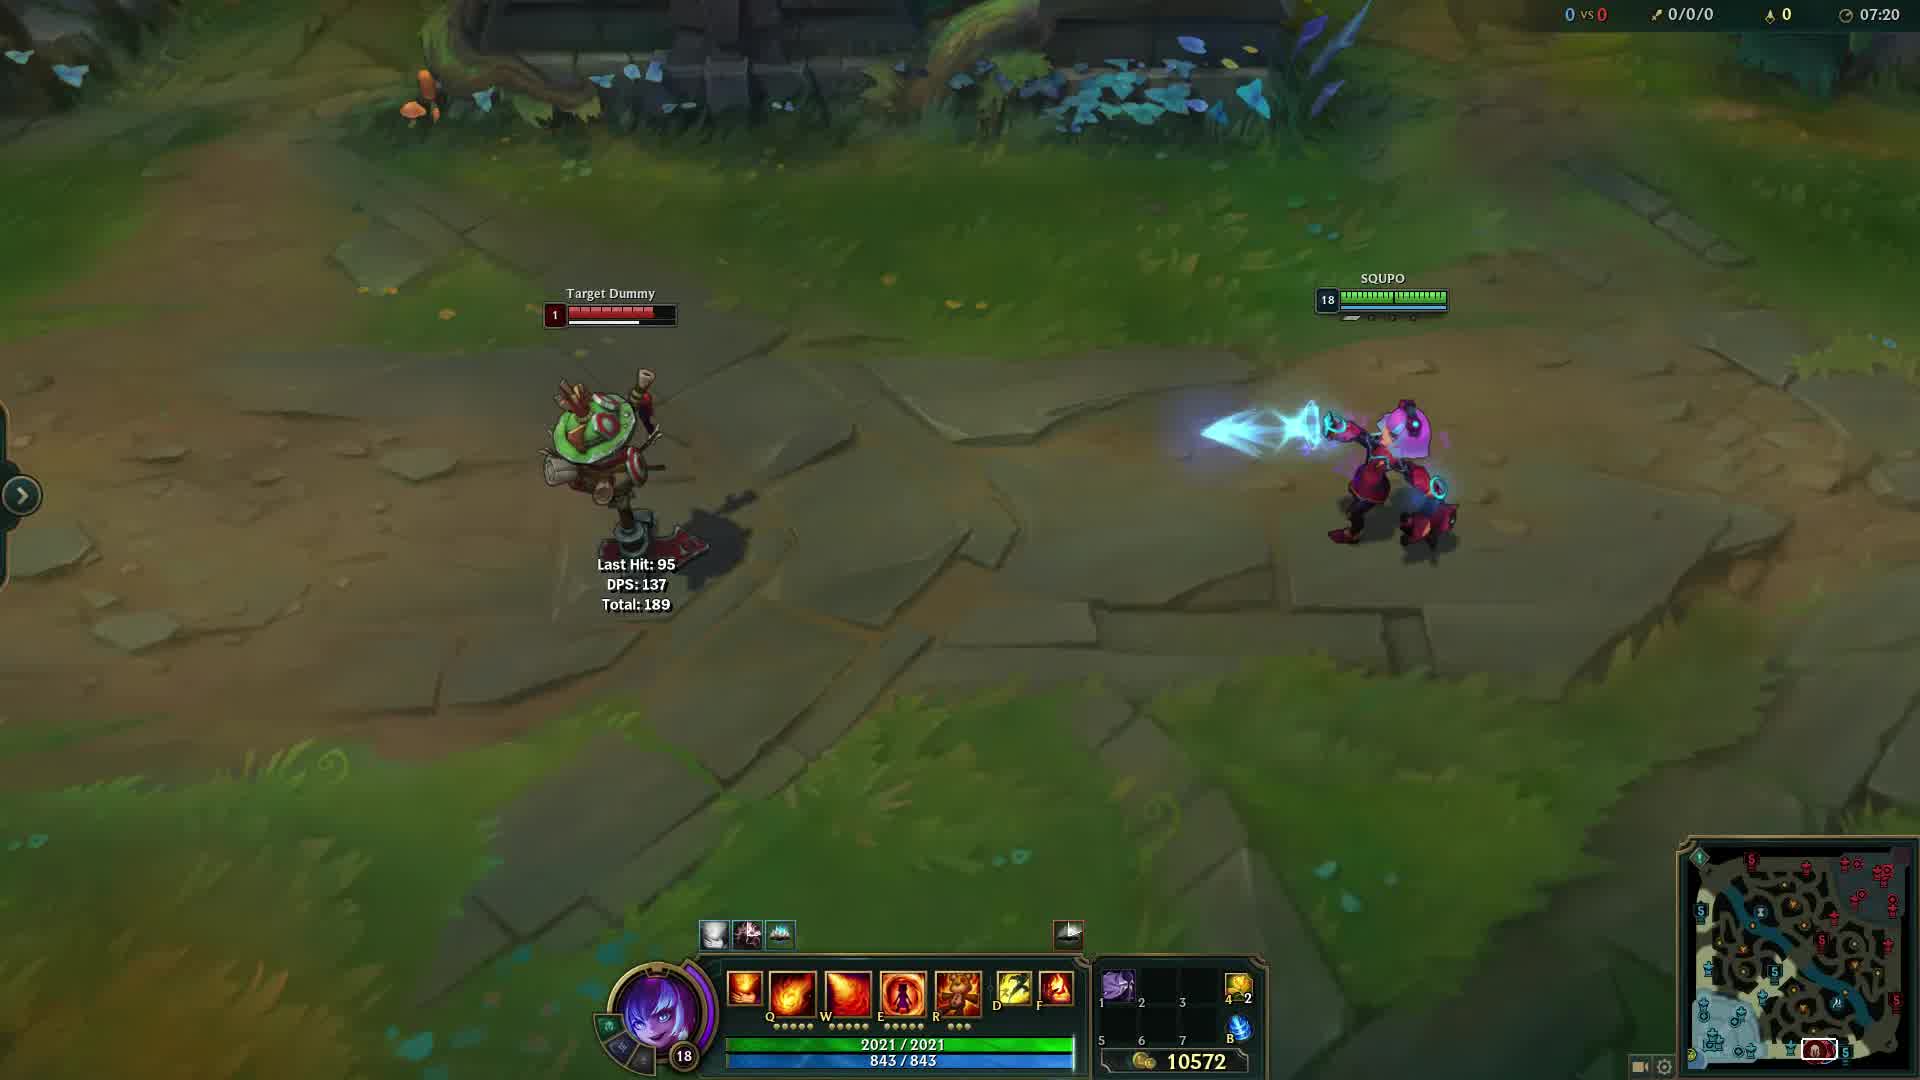 0 VS 0 0/0/0 0 07:20
SQUPO
18
Target Dummy
1
Last Hit: 95
DPS: 137
Total: 189
Q W E R D F
1 2 3 4 2
5 6 7 B
18
2021 / 2021
843 / 843
10572
S
S
S
S
S
S